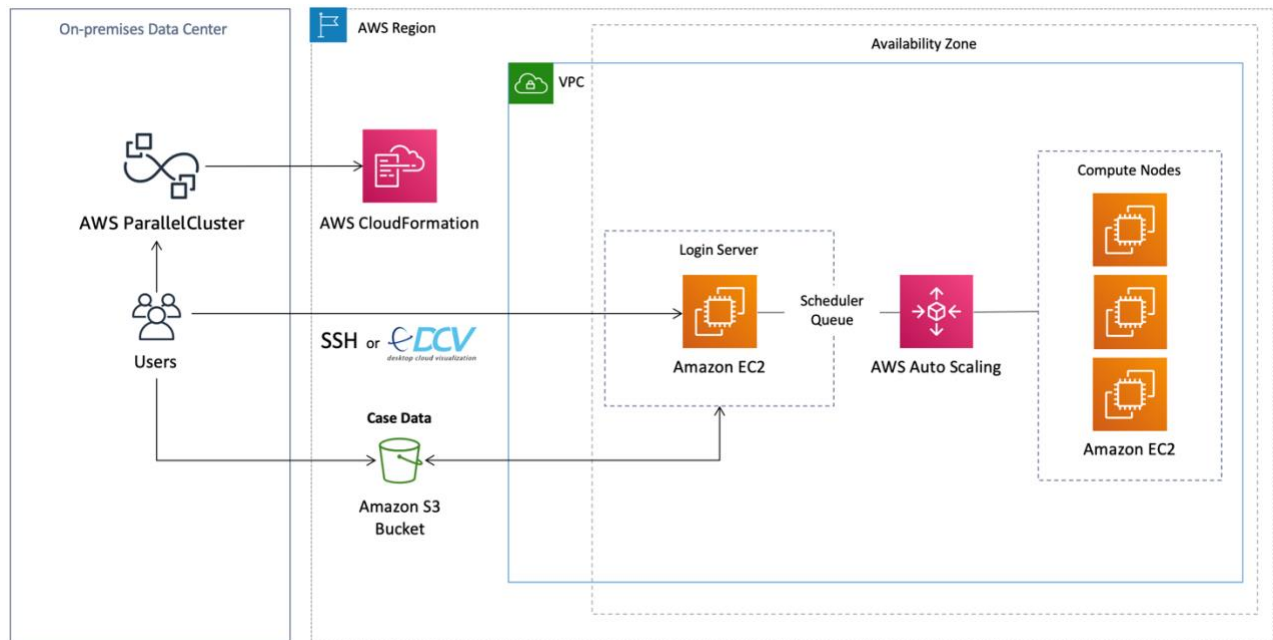 On-premises Data Center
AWS Region
Availability Zone
VPC
Compute Nodes
AWS ParallelCluster
AWS CloudFormation
Login Server
Scheduler
Queue
SSH or DCV
desktop cloud visualization
Users
Amazon EC2
AWS Auto Scaling
Case Data
Amazon EC2
Amazon S3
Bucket